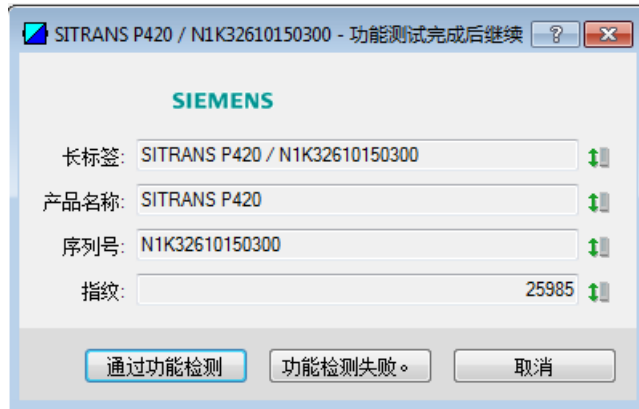 SITRANS P420 / N1K32610150300 - 功能测试完成后继续
SIEMENS
长标签: SITRANS P420 / N1K32610150300
产品名称: SITRANS P420
序列号: N1K32610150300
指纹: 25985
通过功能检测 功能检测失败。 取消